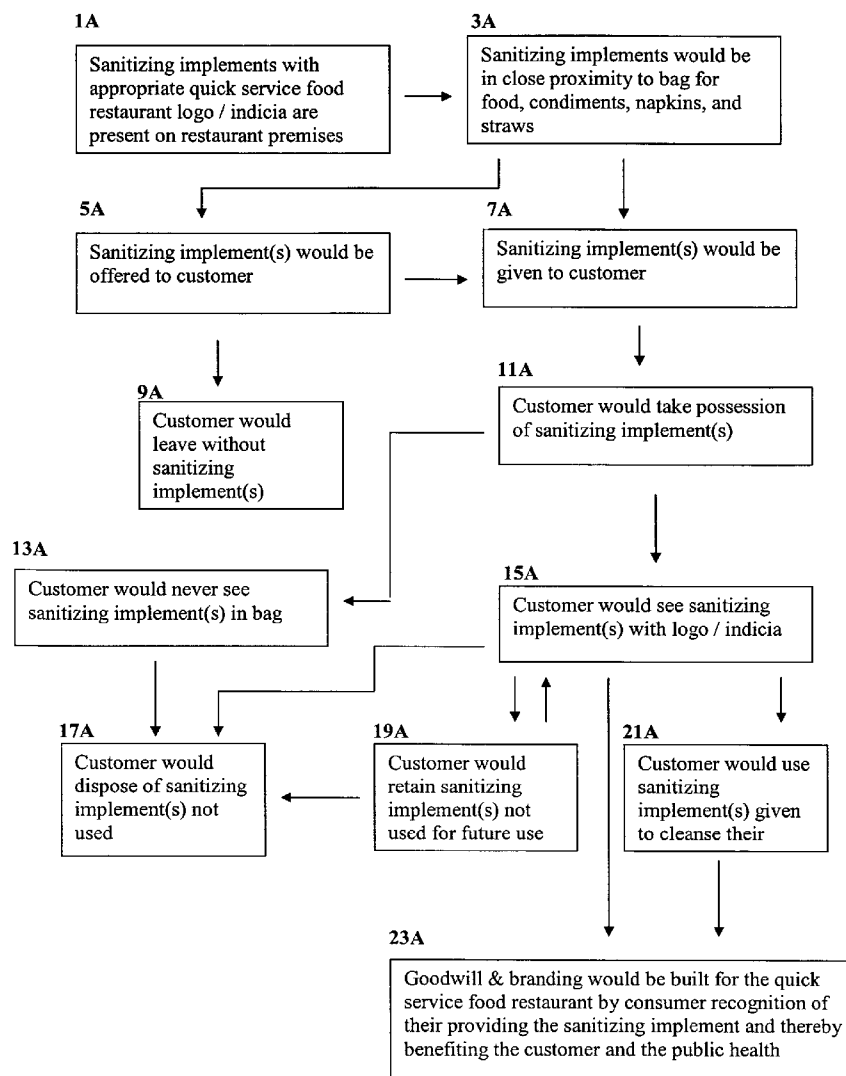 1A
Sanitizing implements with
appropriate quick service food
restaurant logo / indicia are
present on restaurant premises
3A
Sanitizing implements would be
in close proximity to bag for
food, condiments, napkins, and
straws
5A
Sanitizing implement(s) would be
offered to customer
7A
Sanitizing implement(s) would be
given to customer
9A
Customer would
leave without
sanitizing
implement(s)
11A
Customer would take possession
of sanitizing implement(s)
13A
Customer would never see
sanitizing implement(s) in bag
15A
Customer would see sanitizing
implement(s) with logo / indicia
17A
Customer would
dispose of sanitizing
implement(s) not
used
19A
Customer would
retain sanitizing
implement(s) not
used for future use
21A
Customer would use
sanitizing
implement(s) given
to cleanse their
23A
Goodwill & branding would be built for the quick
service food restaurant by consumer recognition of
their providing the sanitizing implement and thereby
benefiting the customer and the public health